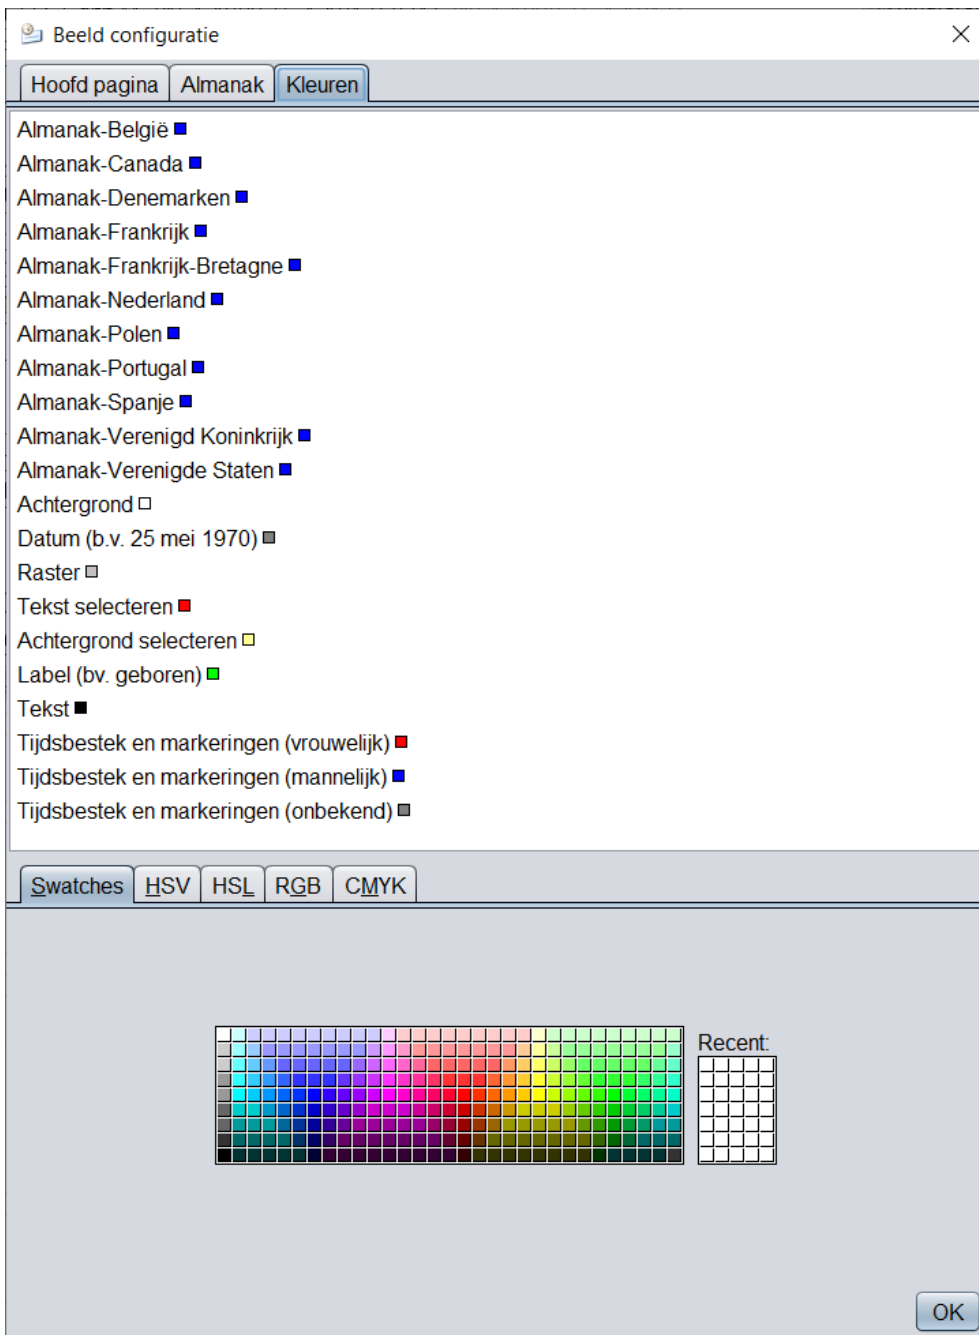 Beeld configuratie
Hoofd pagina Almanak Kleuren
Almanak-België
Almanak-Canada
Almanak-Denemarken
Almanak-Frankrijk
Almanak-Frankrijk-Bretagne
Almanak-Nederland
Almanak-Polen
Almanak-Portugal
Almanak-Spanje
Almanak-Verenigd Koninkrijk
Almanak-Verenigde Staten
Achtergrond
Datum (b.v. 25 mei 1970)
Raster
Tekst selecteren
Achtergrond selecteren
Label (bv. geboren)
Tekst
Tijdsbestek en markeringen (vrouwelijk)
Tijdsbestek en markeringen (mannelijk)
Tijdsbestek en markeringen (onbekend)
Swatches HSV HSL RGB CMYK
Recent:
OK